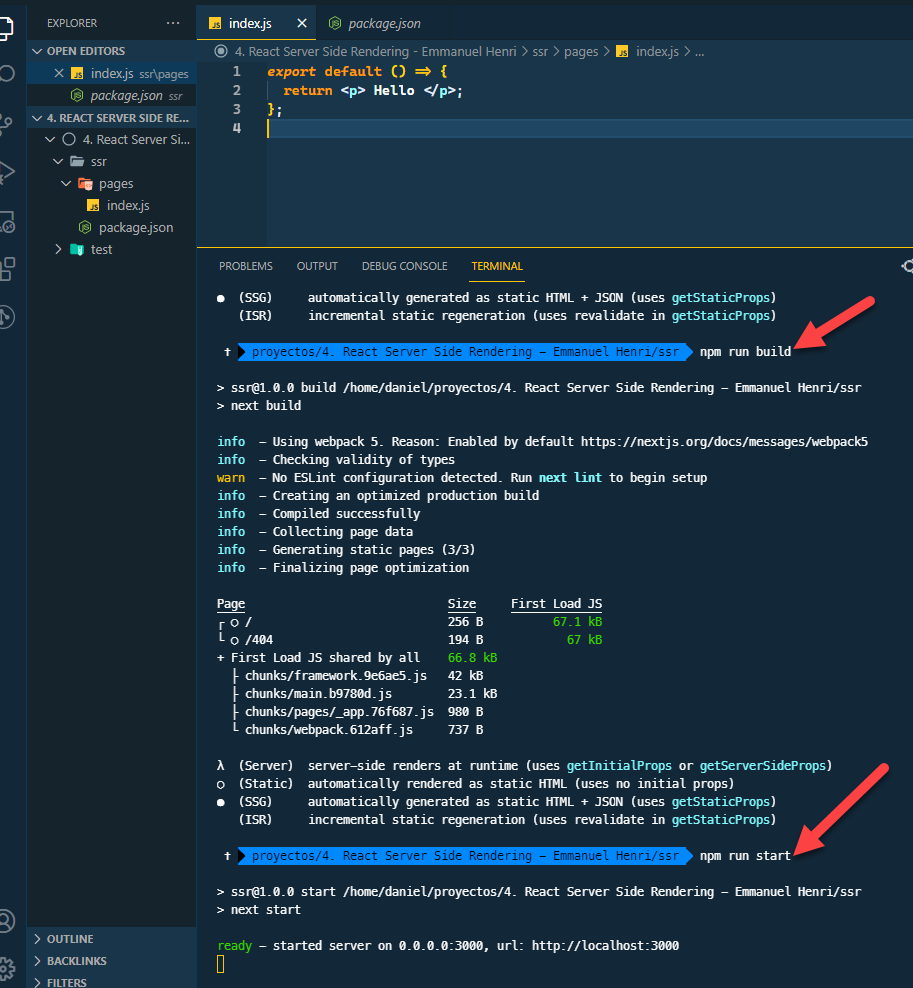 EXPLORER
OPEN EDITORS
index.js ssr\pages
package.json ssr
4. REACT SERVER SIDE RE...
4. React Server Si...
ssr
pages
index.js
package.json
test
OUTLINE
BACKLINKS
FILTERS
index.js
package.json
4. React Server Side Rendering - Emmanuel Henri > ssr > pages > index.js > ...
1 export default () => {
2 return <p> Hello </p>;
3 };
4
PROBLEMS OUTPUT DEBUG CONSOLE TERMINAL
● (SSG) automatically generated as static HTML + JSON (uses getStaticProps)
(ISR) incremental static regeneration (uses revalidate in getStaticProps)
↑ proyectos/4. React Server Side Rendering - Emmanuel Henri/ssr npm run build
> ssr@1.0.0 build /home/daniel/proyectos/4. React Server Side Rendering - Emmanuel Henri/ssr
> next build
info - Using webpack 5. Reason: Enabled by default https://nextjs.org/docs/messages/webpack5
info - Checking validity of types
warn - No ESLint configuration detected. Run next lint to begin setup
info - Creating an optimized production build
info - Compiled successfully
info - Collecting page data
info - Generating static pages (3/3)
info - Finalizing page optimization
Page Size First Load JS
┌ ○ / 256 B 67.1 kB
└ ○ /404 194 B 67 kB
+ First Load JS shared by all 66.8 kB
├ chunks/framework.9e6ae5.js 42 kB
├ chunks/main.b9780d.js 23.1 kB
├ chunks/pages/_app.76f687.js 980 B
└ chunks/webpack.612aff.js 737 B
λ (Server) server-side renders at runtime (uses getInitialProps or getServerSideProps)
○ (Static) automatically rendered as static HTML (uses no initial props)
● (SSG) automatically generated as static HTML + JSON (uses getStaticProps)
(ISR) incremental static regeneration (uses revalidate in getStaticProps)
↑ proyectos/4. React Server Side Rendering - Emmanuel Henri/ssr npm run start
> ssr@1.0.0 start /home/daniel/proyectos/4. React Server Side Rendering - Emmanuel Henri/ssr
> next start
ready - started server on 0.0.0.0:3000, url: http://localhost:3000